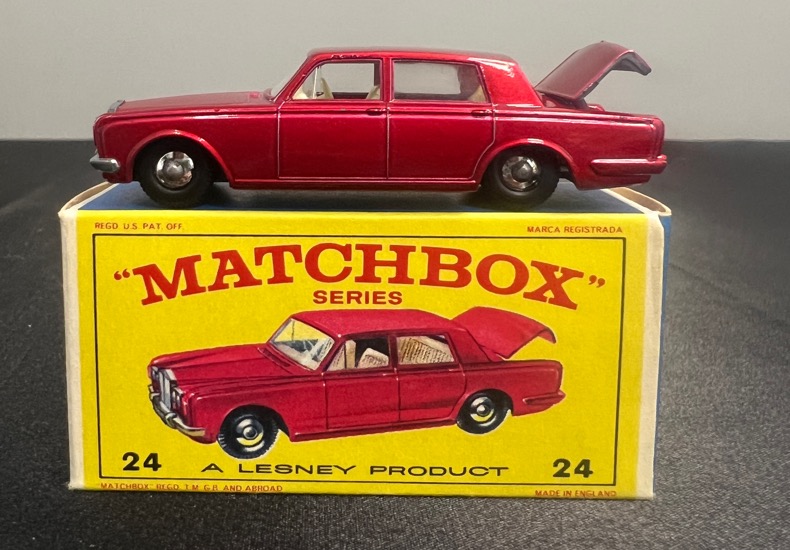 REGD. U.S. PAT. OFF. MARCA REGISTRADA
"MATCHBOX"
SERIES
24 A LESNEY PRODUCT 24
"MATCHBOX" REGD. T.M. G.B. AND ABROAD MADE IN ENGLAND